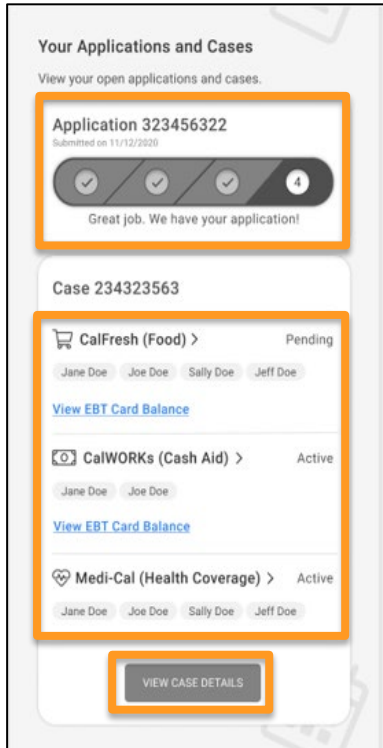 Your Applications and Cases
View your open applications and cases.
Application 323456322
Submitted on 11/12/2020
4
Great job. We have your application!
Case 234323563
CalFresh (Food) > Pending
Jane Doe Joe Doe Sally Doe Jeff Doe
View EBT Card Balance
CalWORKs (Cash Aid) > Active
Jane Doe Joe Doe
View EBT Card Balance
Medi-Cal (Health Coverage) > Active
Jane Doe Joe Doe Sally Doe Jeff Doe
VIEW CASE DETAILS